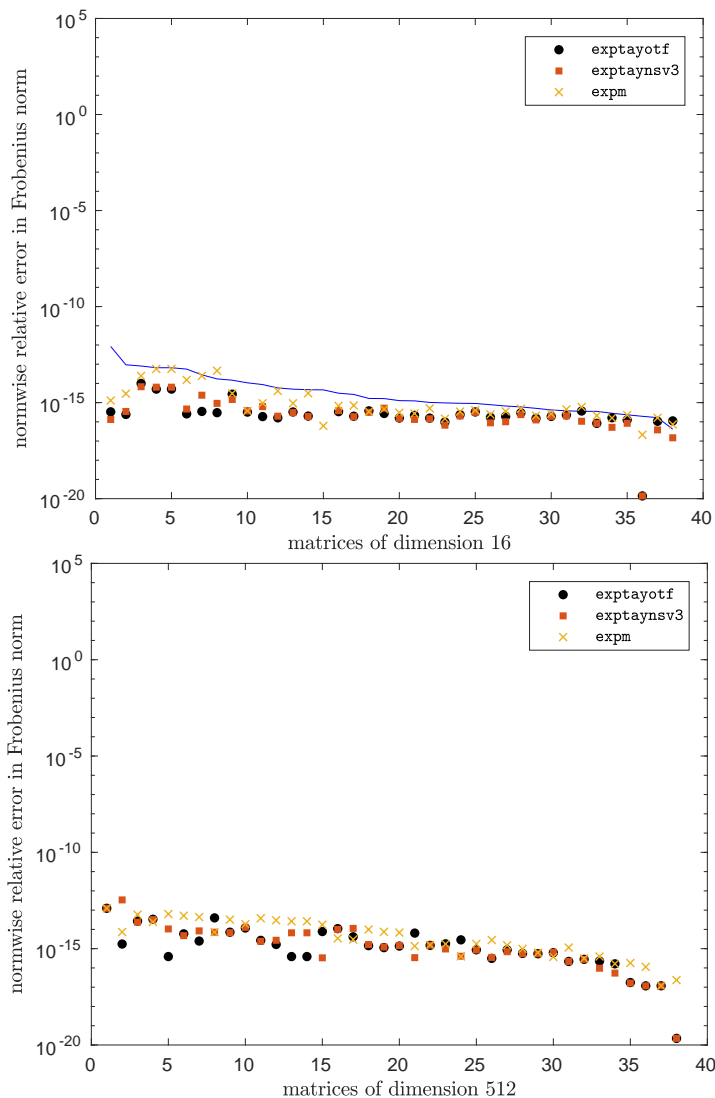 10^5
10^0
10^-5
10^-10
10^-15
10^-20
normwise relative error in Frobenius norm
exptayotf
exptaynsv3
expm
0 5 10 15 20 25 30 35 40
matrices of dimension 16
10^5
10^0
10^-5
10^-10
10^-15
10^-20
normwise relative error in Frobenius norm
exptayotf
exptaynsv3
expm
0 5 10 15 20 25 30 35 40
matrices of dimension 512